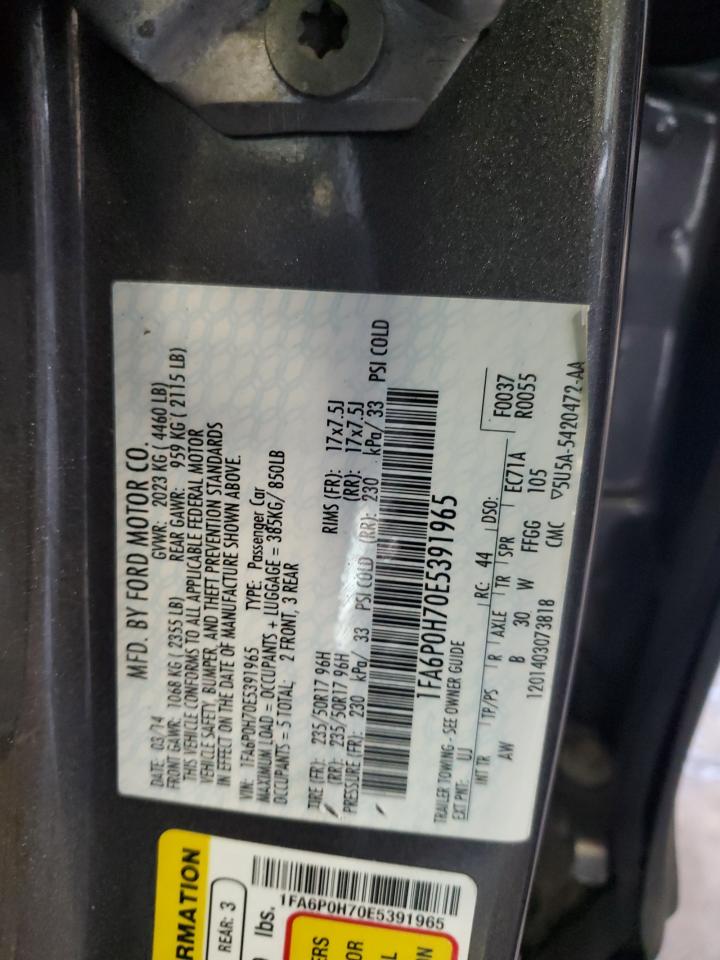 MFD. BY FORD MOTOR CO.
DATE: 03/14 GVWR: 2023 KG ( 4460 LB)
FRONT GAWR: 1068 KG ( 2355 LB) REAR GAWR: 959 KG ( 2115 LB)
THIS VEHICLE CONFORMS TO ALL APPLICABLE FEDERAL MOTOR
VEHICLE SAFETY, BUMPER, AND THEFT PREVENTION STANDARDS
IN EFFECT ON THE DATE OF MANUFACTURE SHOWN ABOVE.
VIN: 1FA6P0H70E5391965 TYPE: Passenger Car
MAXIMUM LOAD = OCCUPANTS + LUGGAGE = 385KG/ 850LB
OCCUPANTS = 5 TOTAL: 2 FRONT, 3 REAR
TIRE (FR): 235/50R17 96H RIMS (FR): 17x7.5J
(RR): 235/50R17 96H (RR): 17x7.5J
PRESSURE (FR): 230 kPa/ 33 PSI COLD (RR): 230 kPa/ 33 PSI COLD
1FA6P0H70E5391965
TRAILER TOWING - SEE OWNER GUIDE
EXT PNT: UJ RC: 44 DSO: F0037
INT TR TP/PS R AXLE TR SPR R0055
AW B 30 W FFGG EC71A
1201403073818 CMC 105
▽5U5A-5420472-AA
RMATION
REAR: 3
lbs.
1FA6P0H70E5391965
ERS
OR
L
ON